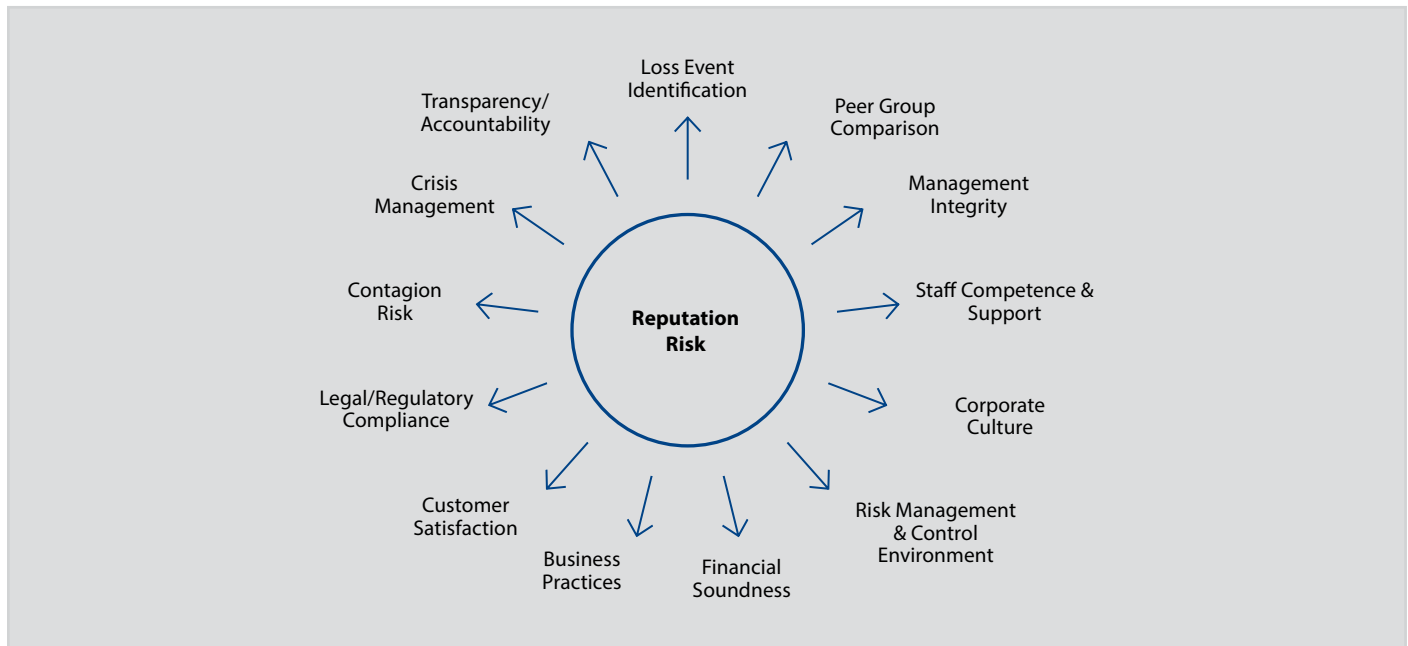 Loss Event
Identification
Peer Group
Comparison
Management
Integrity
Staff Competence &
Support
Corporate
Culture
Risk Management
& Control
Environment
Financial
Soundness
Business
Practices
Customer
Satisfaction
Legal/Regulatory
Compliance
Contagion
Risk
Crisis
Management
Transparency/
Accountability
Reputation
Risk